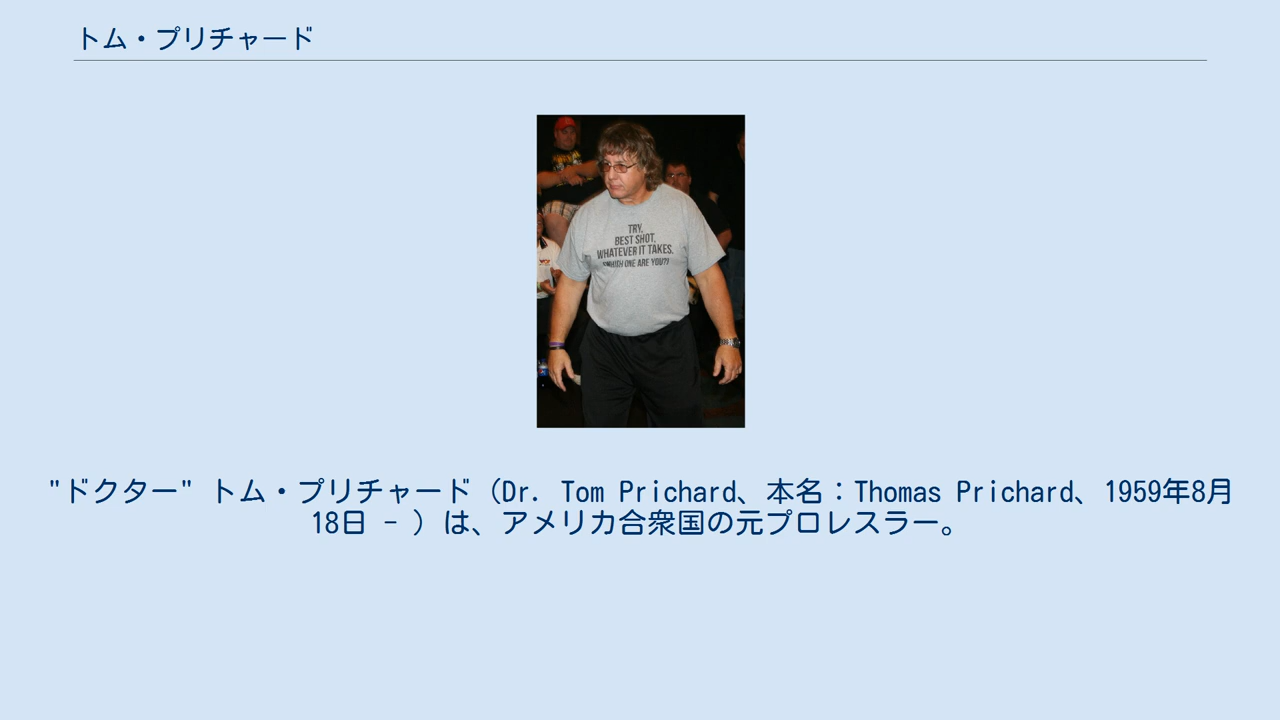 トム・プリチャード
TRY.
BEST SHOT.
WHATEVER IT TAKES.
WHICH ONE ARE YOU?!
"ドクター" トム・プリチャード（Dr. Tom Prichard、本名：Thomas Prichard、1959年8月
18日 - ）は、アメリカ合衆国の元プロレスラー。